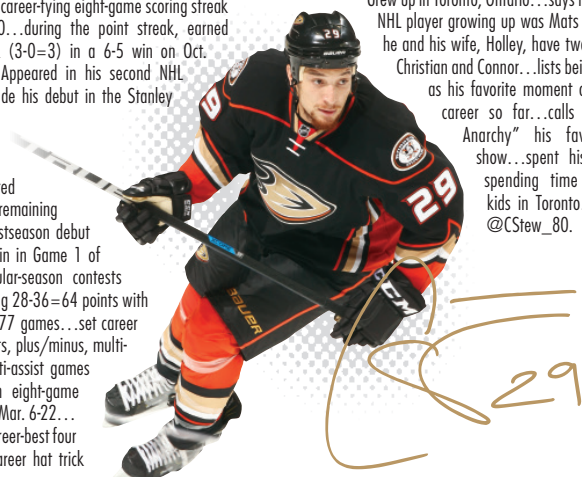 career-tying eight-game scoring streak
0…during the point streak, earned
(3-0=3) in a 6-5 win on Oct.
Appeared in his second NHL
de his debut in the Stanley
ed
remaining
stseason debut
in in Game 1 of
ular-season contests
g 28-36=64 points with
77 games…set career
ts, plus/minus, multi-
ti-assist games
n eight-game
Mar. 6-22…
reer-best four
areer hat trick
Grew up in Toronto, Ontario…says
NHL player growing up was Mats
he and his wife, Holley, have tw
Christian and Connor…lists bei
as his favorite moment
career so far…calls
Anarchy” his fav
show…spent his
spending time
kids in Toronto
@CStew_80.
29
29
29
BAUER
CCM
29